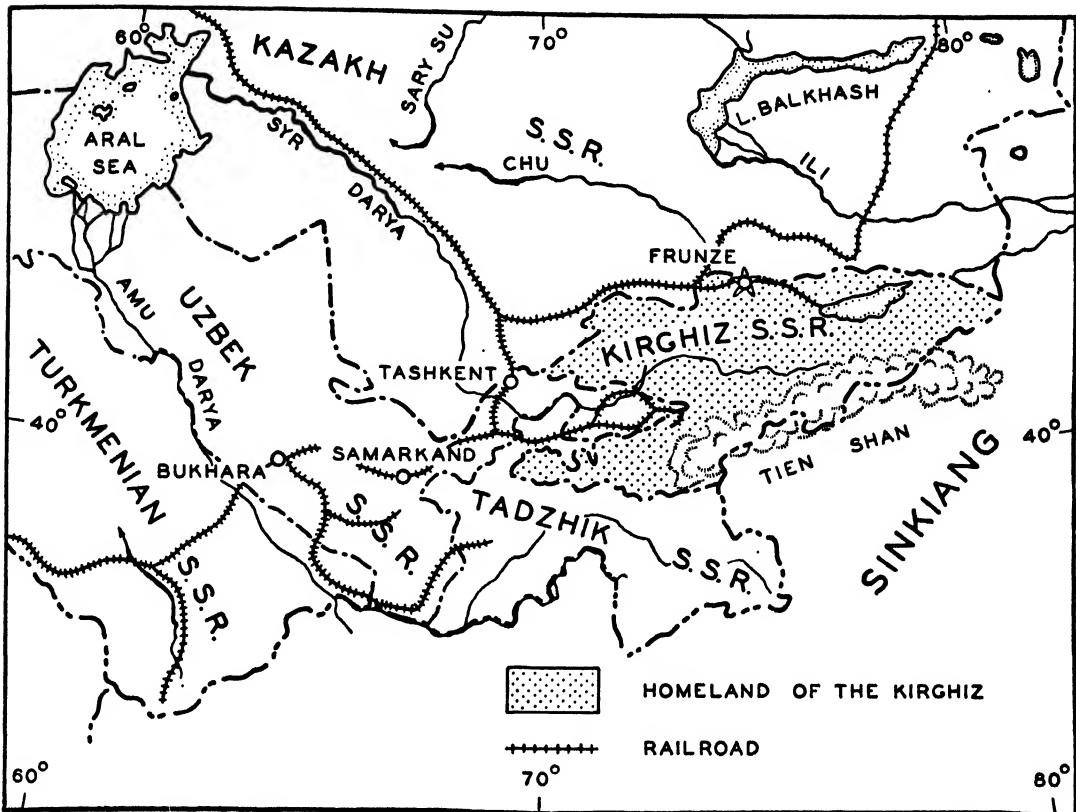 60°
70°
80°
KAZAKH
SARY SU
L. BALKHASH
ARAL
SEA
SYR
DARYA
S.S.R.
CHU
ILI
FRUNZE
AMU
DARYA
UZBEK
KIRGHIZ S.S.R.
TASHKENT
TURKMENIAN
40°
40°
BUKHARA
SAMARKAND
TIEN SHAN
S.S.R.
TADZHIK
S.S.R.
SINKIANG
S.S.R.
HOMELAND OF THE KIRGHIZ
RAILROAD
60°
70°
80°